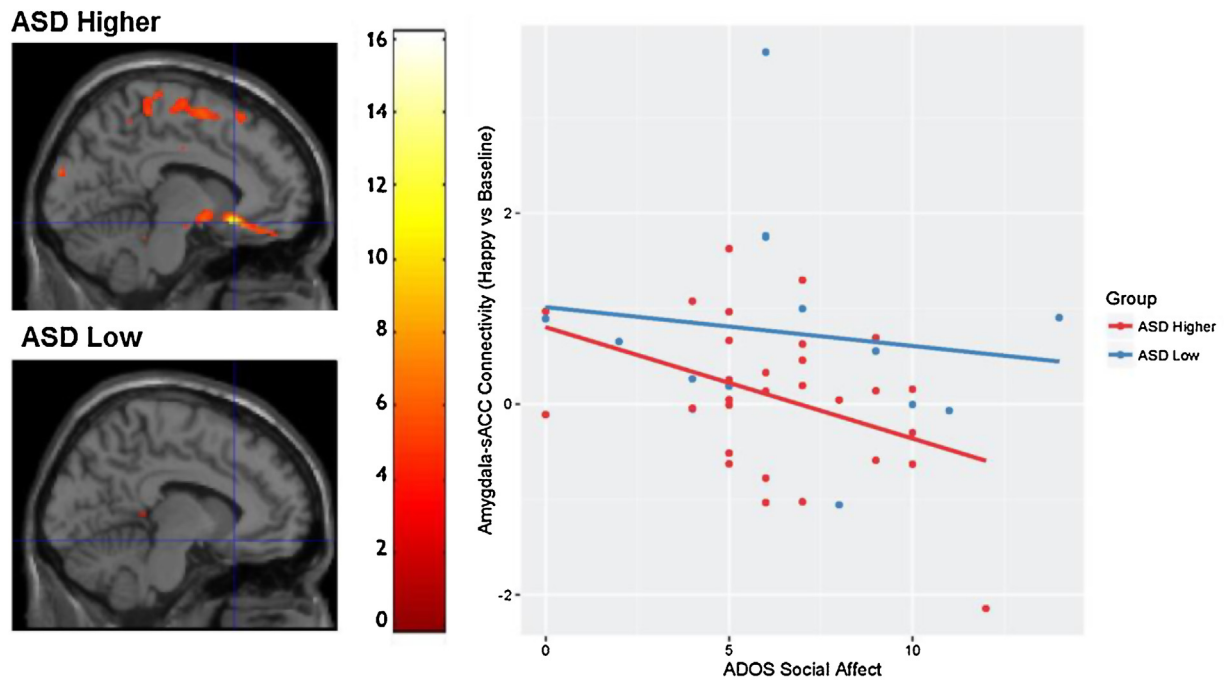 ASD Higher
ASD Low
16
14
12
10
8
6
4
2
0
Amygdala-sACC Connectivity (Happy vs Baseline)
2
0
-2
0
5
10
ADOS Social Affect
Group
ASD Higher
ASD Low